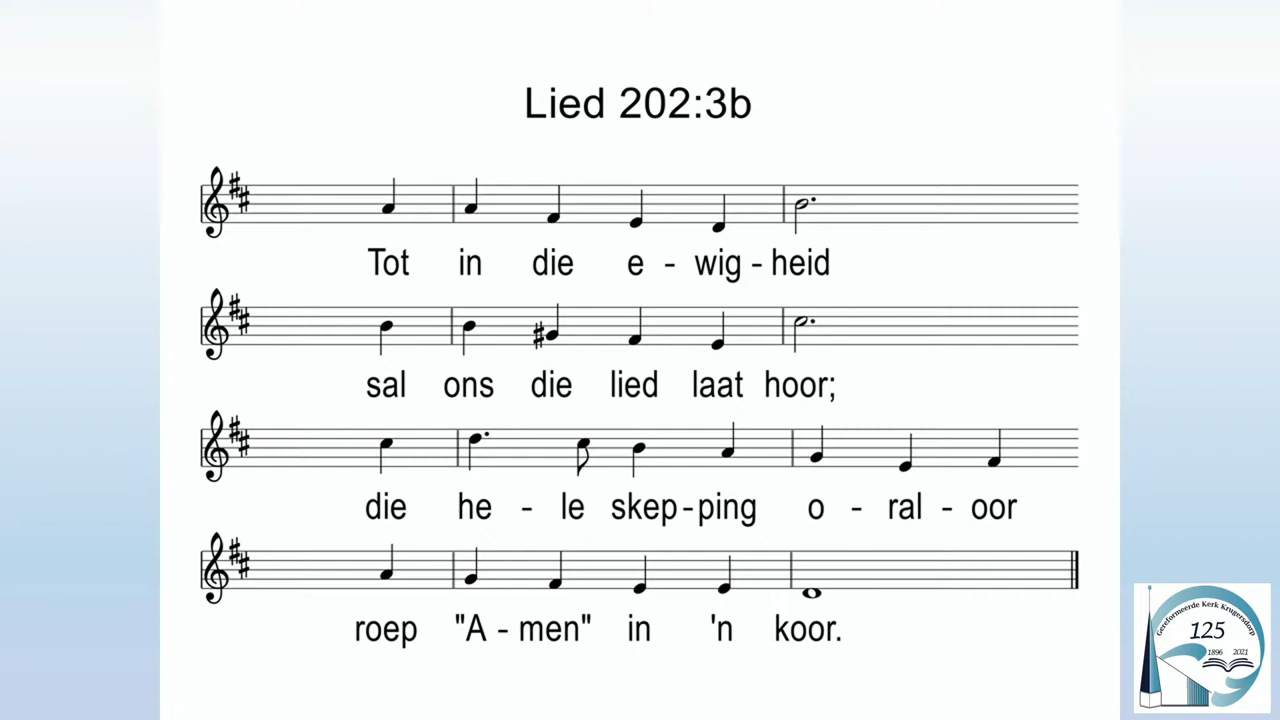 Lied 202:3b
Tot in die e - wig - heid
sal ons die lied laat hoor;
die he - le skep - ping o - ral - oor
roep "A - men" in 'n koor.
Gereformeerde Kerk Krugersdorp
125
1896 2021